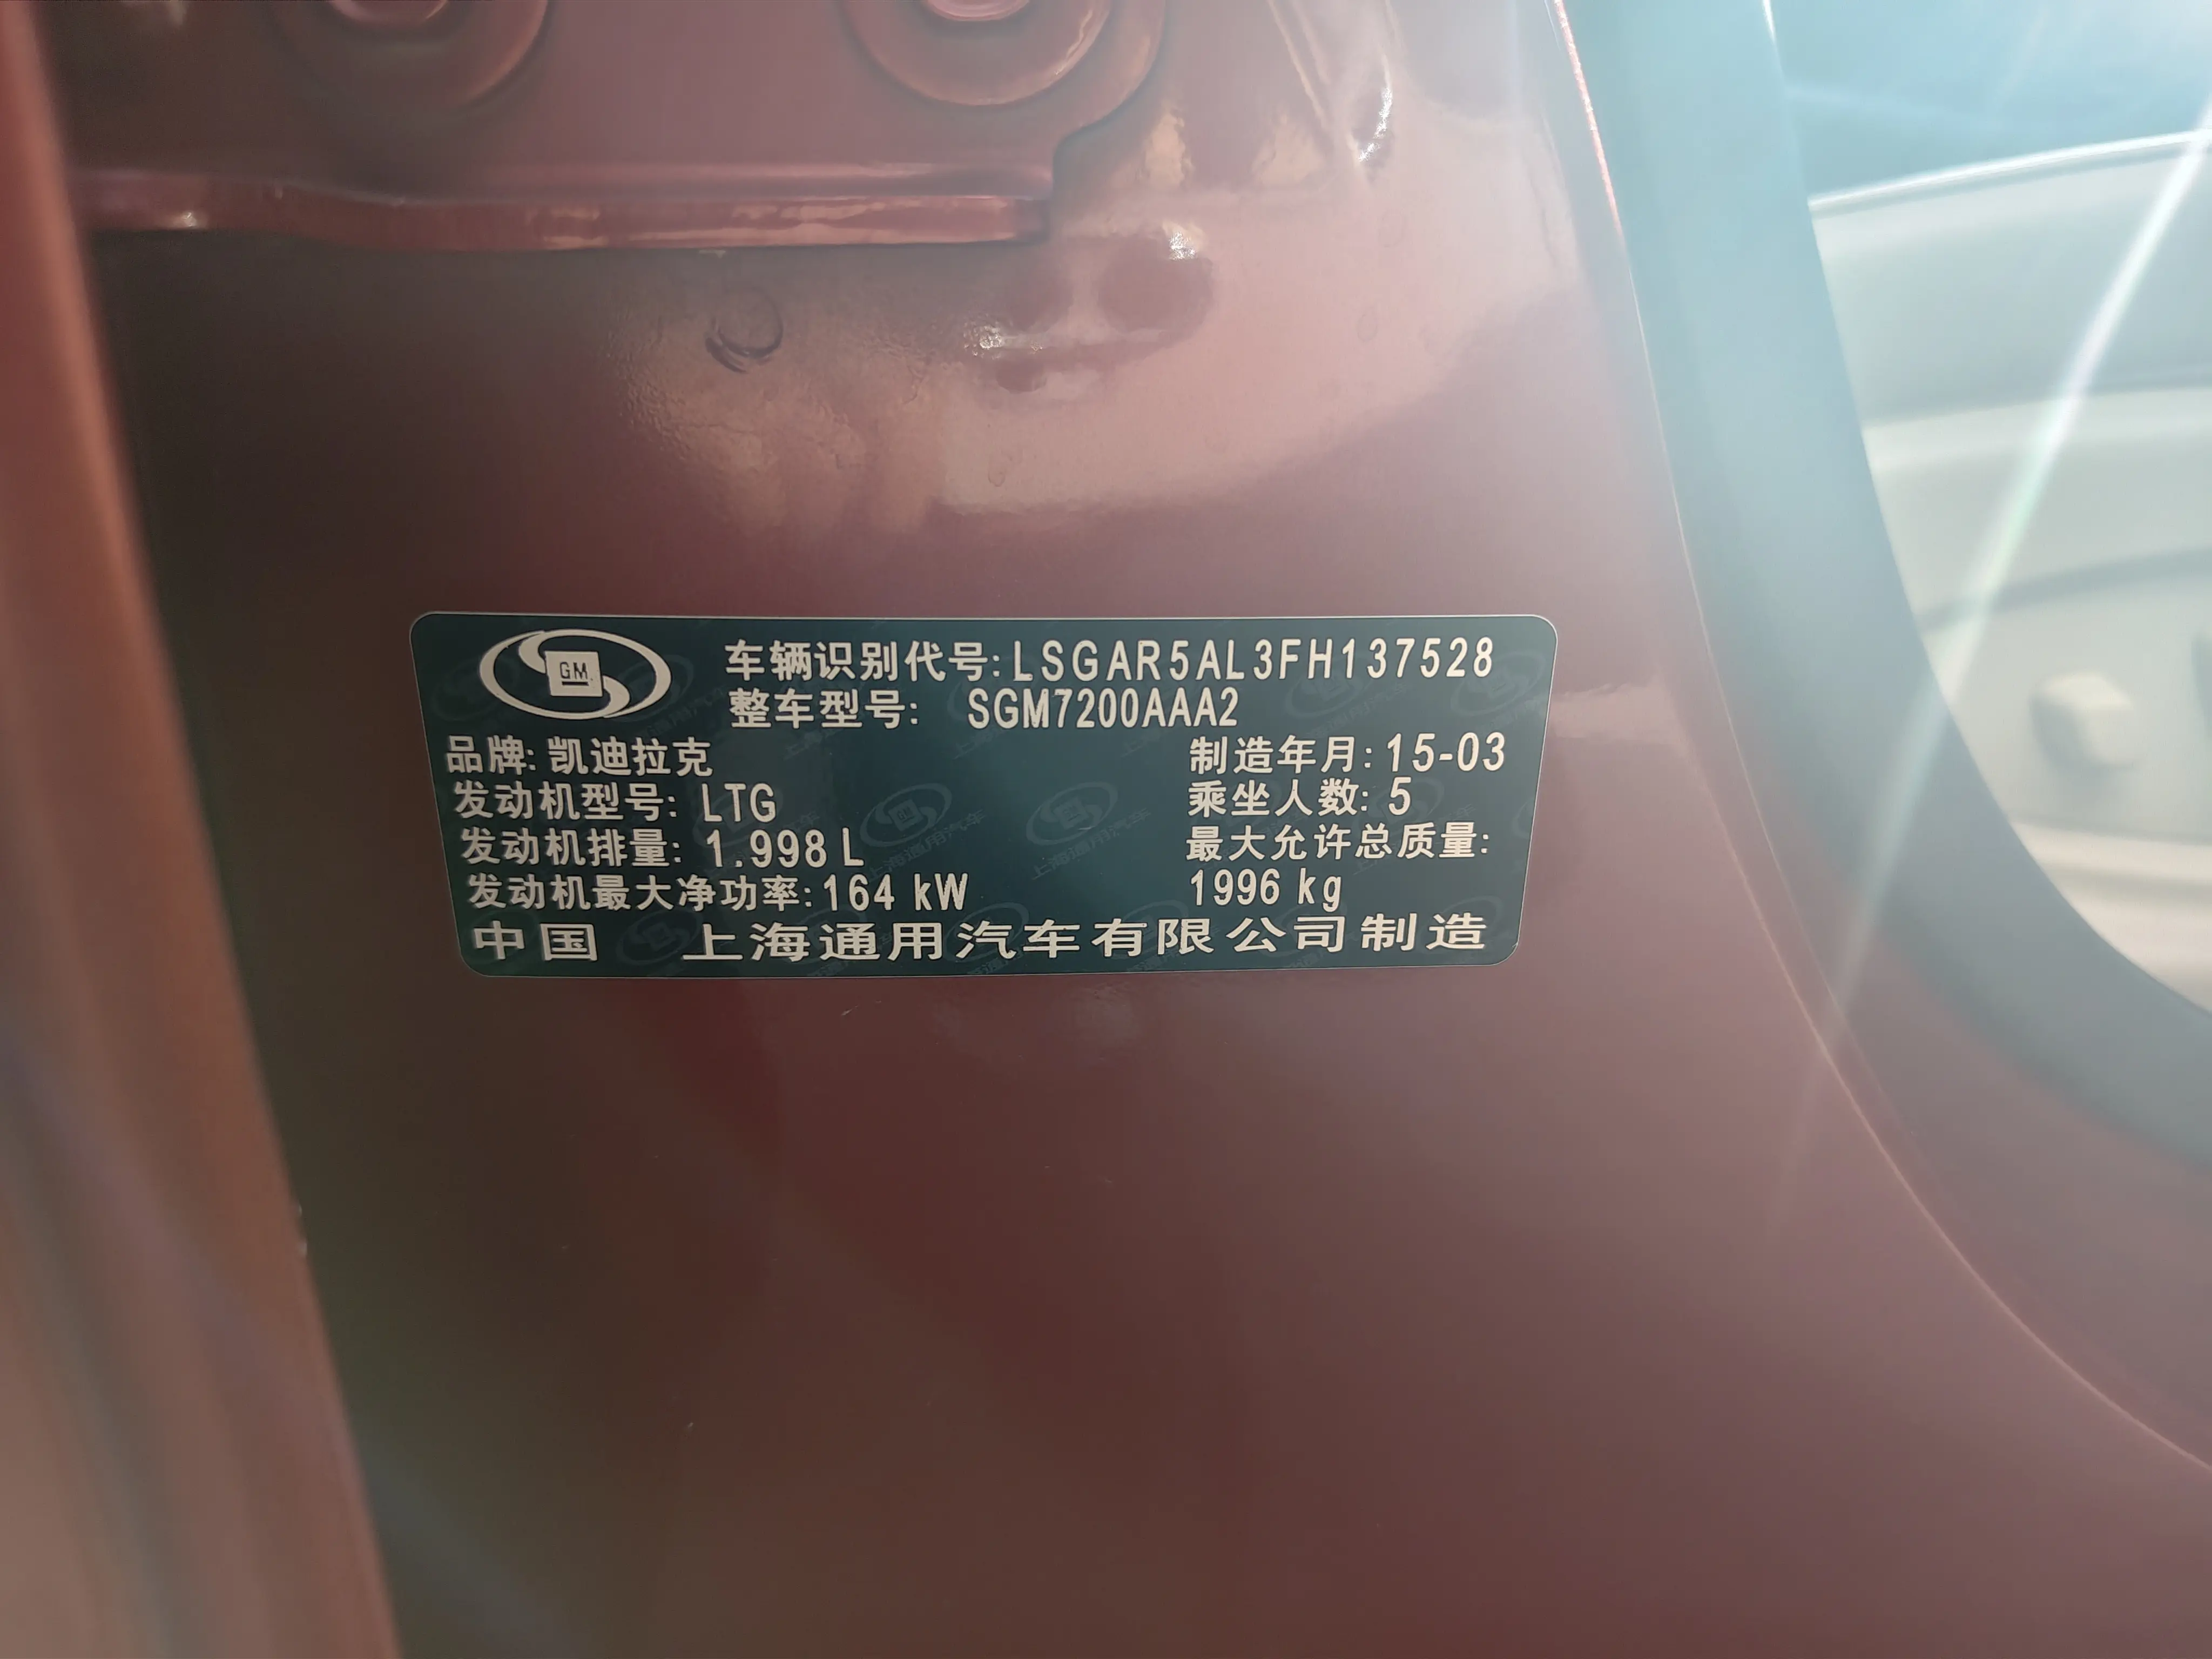 GM
车辆识别代号:LSGAR5AL3FH137528
整车型号: SGM7200AAA2
品牌:凯迪拉克 制造年月:15-03
发动机型号: LTG 乘坐人数: 5
发动机排量: 1.998 L 最大允许总质量:
发动机最大净功率:164 kW 1996 kg
中国 上海通用汽车有限公司制造